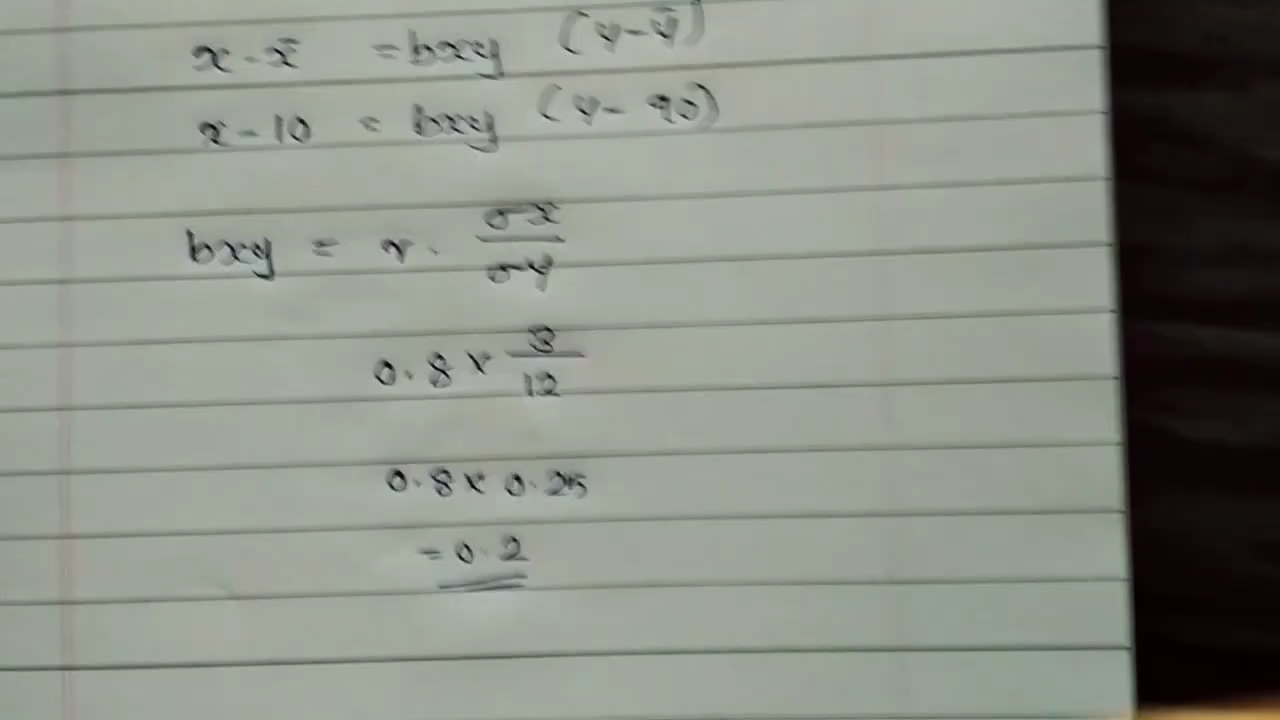 x - x̄ = bxy (y - ȳ)
x - 10 = bxy (y - 90)
bxy = r. σx/σy
0.8 x 3/12
0.8 x 0.25
= 0.2